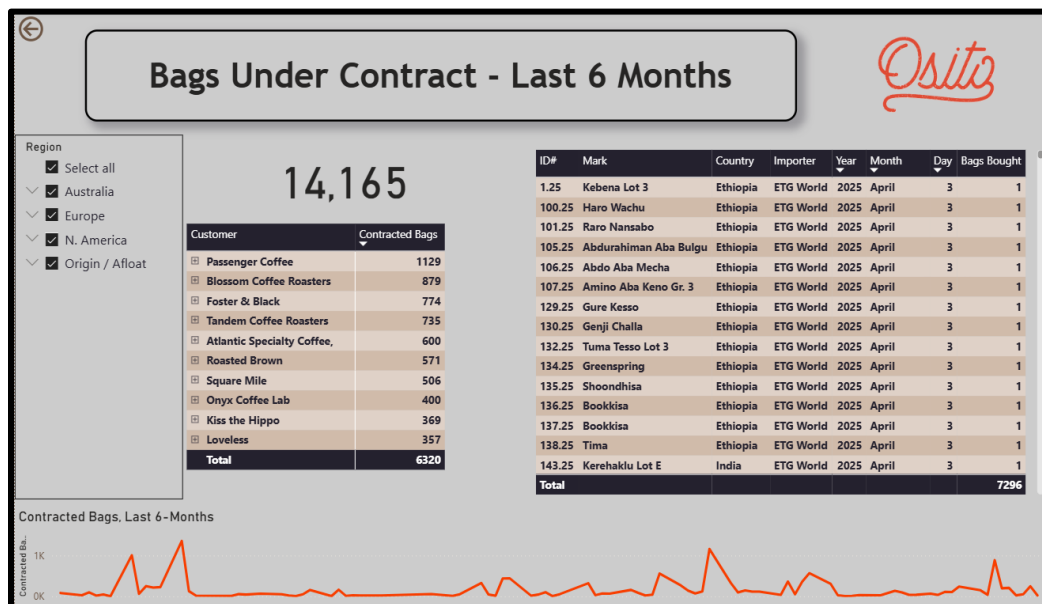 Bags Under Contract - Last 6 Months
Osito
Region
Select all
Australia
Europe
N. America
Origin / Afloat
14,165
Customer Contracted Bags
Passenger Coffee 1129
Blossom Coffee Roasters 879
Foster & Black 774
Tandem Coffee Roasters 735
Atlantic Specialty Coffee, 600
Roasted Brown 571
Square Mile 506
Onyx Coffee Lab 400
Kiss the Hippo 369
Loveless 357
Total 6320
ID# Mark Country Importer Year Month Day Bags Bought
1.25 Kebena Lot 3 Ethiopia ETG World 2025 April 3 1
100.25 Haro Wachu Ethiopia ETG World 2025 April 3 1
101.25 Raro Nansabo Ethiopia ETG World 2025 April 3 1
105.25 Abdurahiman Aba Bulgu Ethiopia ETG World 2025 April 3 1
106.25 Abdo Aba Mecha Ethiopia ETG World 2025 April 3 1
107.25 Amino Aba Keno Gr. 3 Ethiopia ETG World 2025 April 3 1
129.25 Gure Kesso Ethiopia ETG World 2025 April 3 1
130.25 Genji Challa Ethiopia ETG World 2025 April 3 1
132.25 Tuma Tesso Lot 3 Ethiopia ETG World 2025 April 3 1
134.25 Greenspring Ethiopia ETG World 2025 April 3 1
135.25 Shoondhisa Ethiopia ETG World 2025 April 3 1
136.25 Bookkisa Ethiopia ETG World 2025 April 3 1
137.25 Bookkisa Ethiopia ETG World 2025 April 3 1
138.25 Tima Ethiopia ETG World 2025 April 3 1
143.25 Kerehaklu Lot E India ETG World 2025 April 3 1
Total 7296
Contracted Bags, Last 6-Months
Contracted Ba...
1K
0K